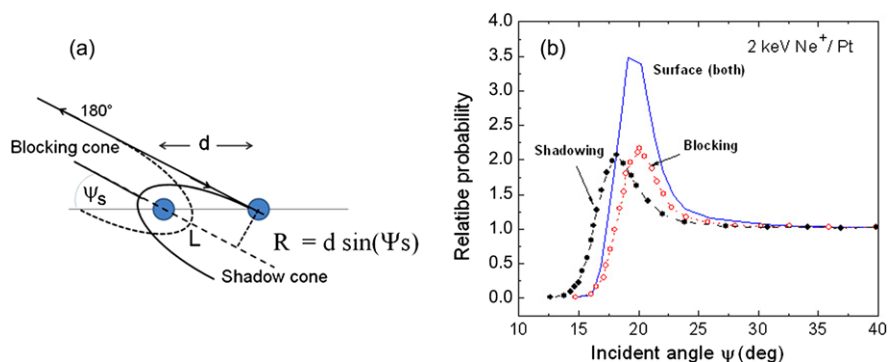 (a)
180°
Blocking cone
d
Ψs
L
R = d sin(Ψs)
Shadow cone
(b)
2 keV Ne+/ Pt
Surface (both)
Shadowing
Blocking
Relatibe probability
4.0
3.5
3.0
2.5
2.0
1.5
1.0
0.5
0.0
10 15 20 25 30 35 40
Incident angle ψ (deg)